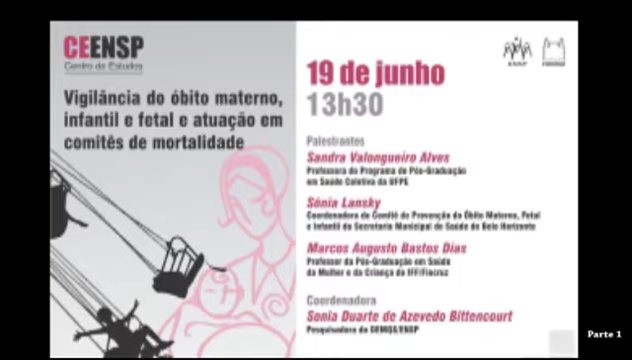 CEENSP
Centro de Estudos
Vigilância do óbito materno,
infantil e fetal e atuação em
comitês de mortalidade
19 de junho
13h30
Palestrantes
Sandra Valongueiro Alves
Professora do Programa de Pós-Graduação
em Saúde Coletiva da UFPE
Sônia Lansky
Coordenadora do Comitê de Prevenção do Óbito Materno, Fetal
e Infantil da Secretaria Municipal de Saúde de Belo Horizonte
Marcos Augusto Bastos Dias
Professor da Pós-Graduação em Saúde
da Mulher e da Criança do IFF/Fiocruz
Coordenadora
Sonia Duarte de Azevedo Bittencourt
Pesquisadora do DEMQS/ENSP
Parte 1